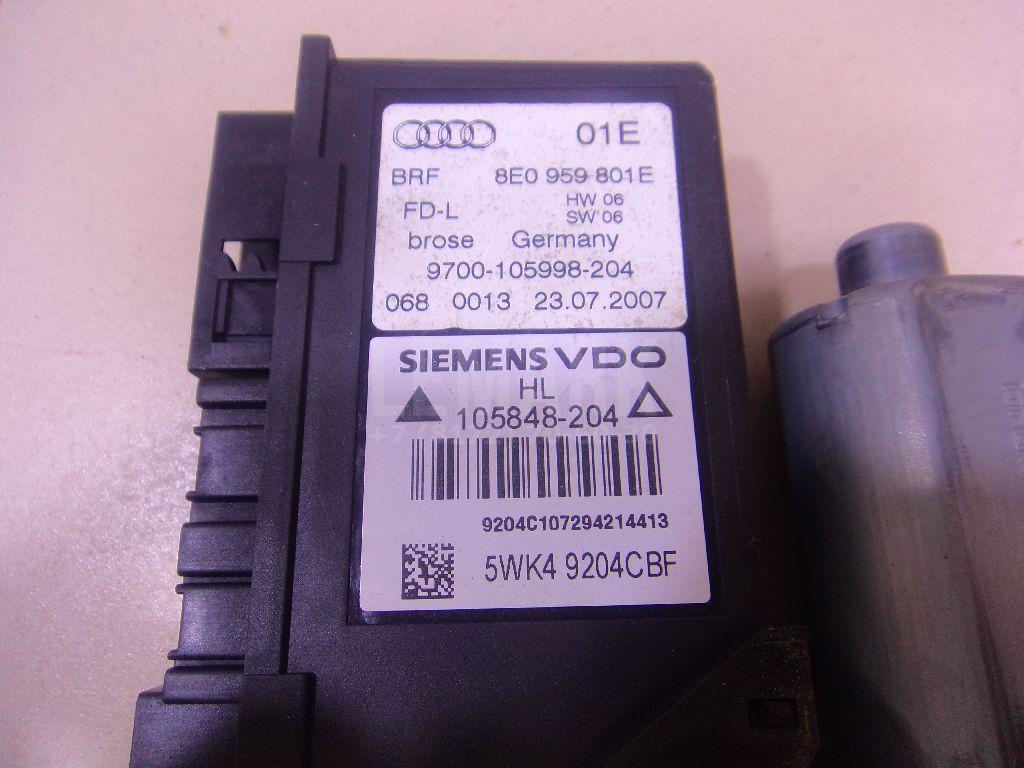 01E
BRF 8E0 959 801E
FD-L HW 06
SW 06
brose Germany
9700-105998-204
068 0013 23.07.2007
SIEMENS VDO
HL
105848-204
9204C107294214413
5WK4 9204CBF